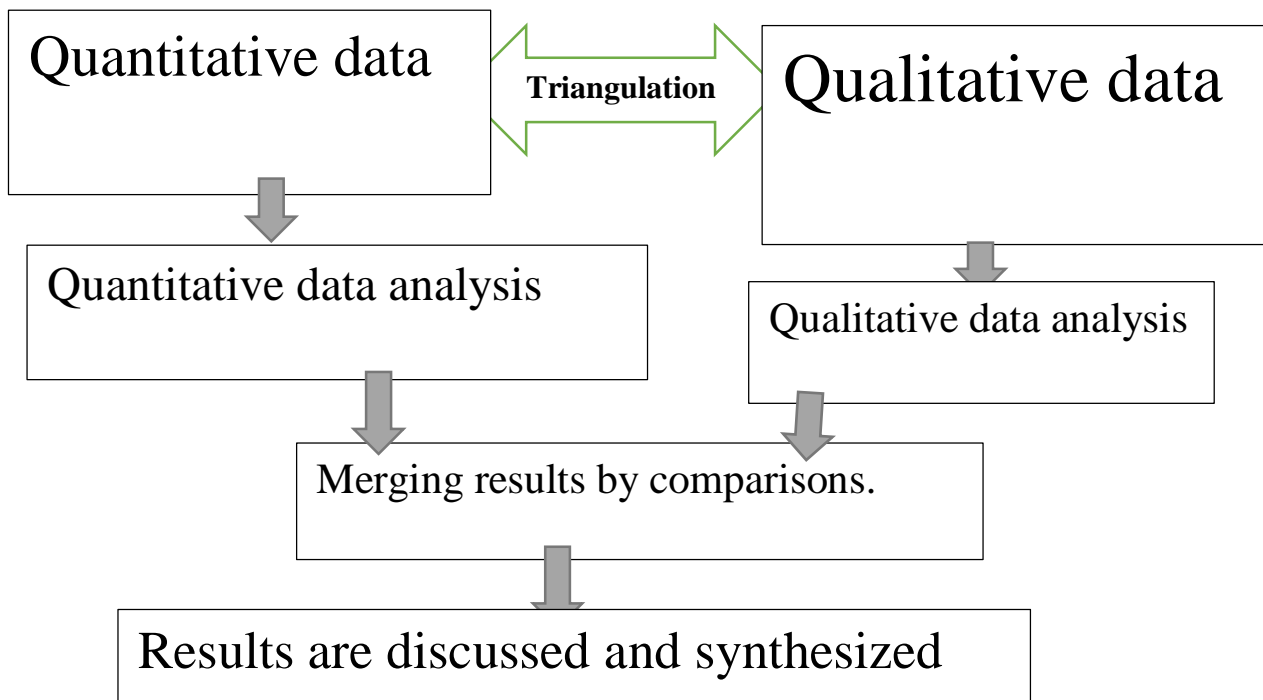 Quantitative data
Triangulation
Qualitative data
Quantitative data analysis
Qualitative data analysis
Merging results by comparisons.
Results are discussed and synthesized